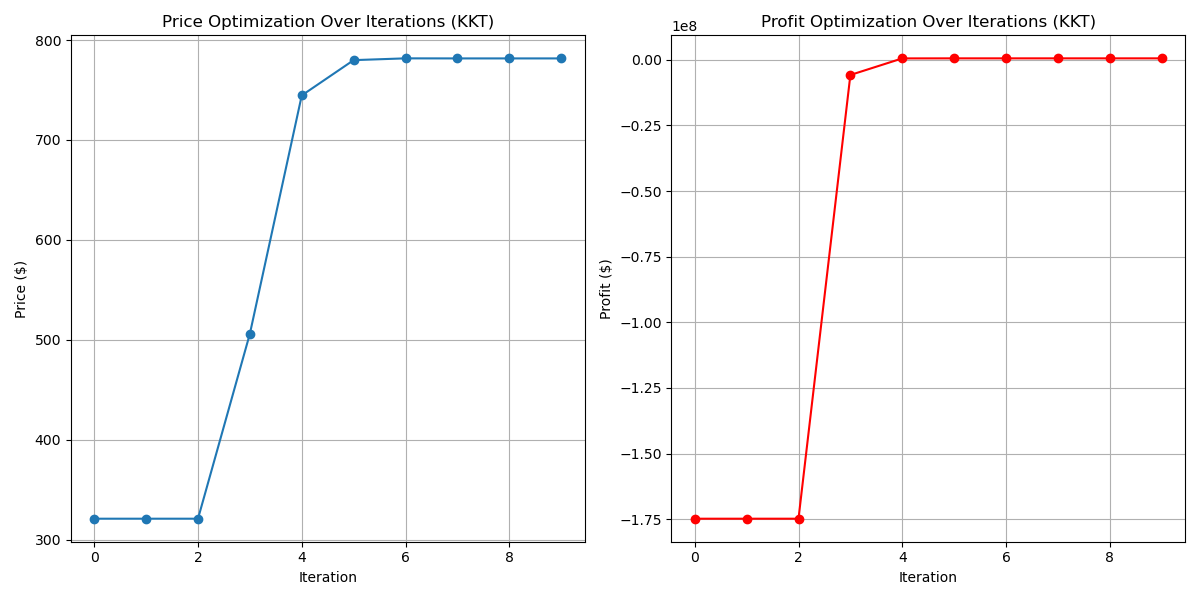 Price Optimization Over Iterations (KKT)
800
700
600
500
400
300
Price ($)
0 2 4 6 8
Iteration
Profit Optimization Over Iterations (KKT)
1e8
0.00
−0.25
−0.50
−0.75
−1.00
−1.25
−1.50
−1.75
Profit ($)
0 2 4 6 8
Iteration